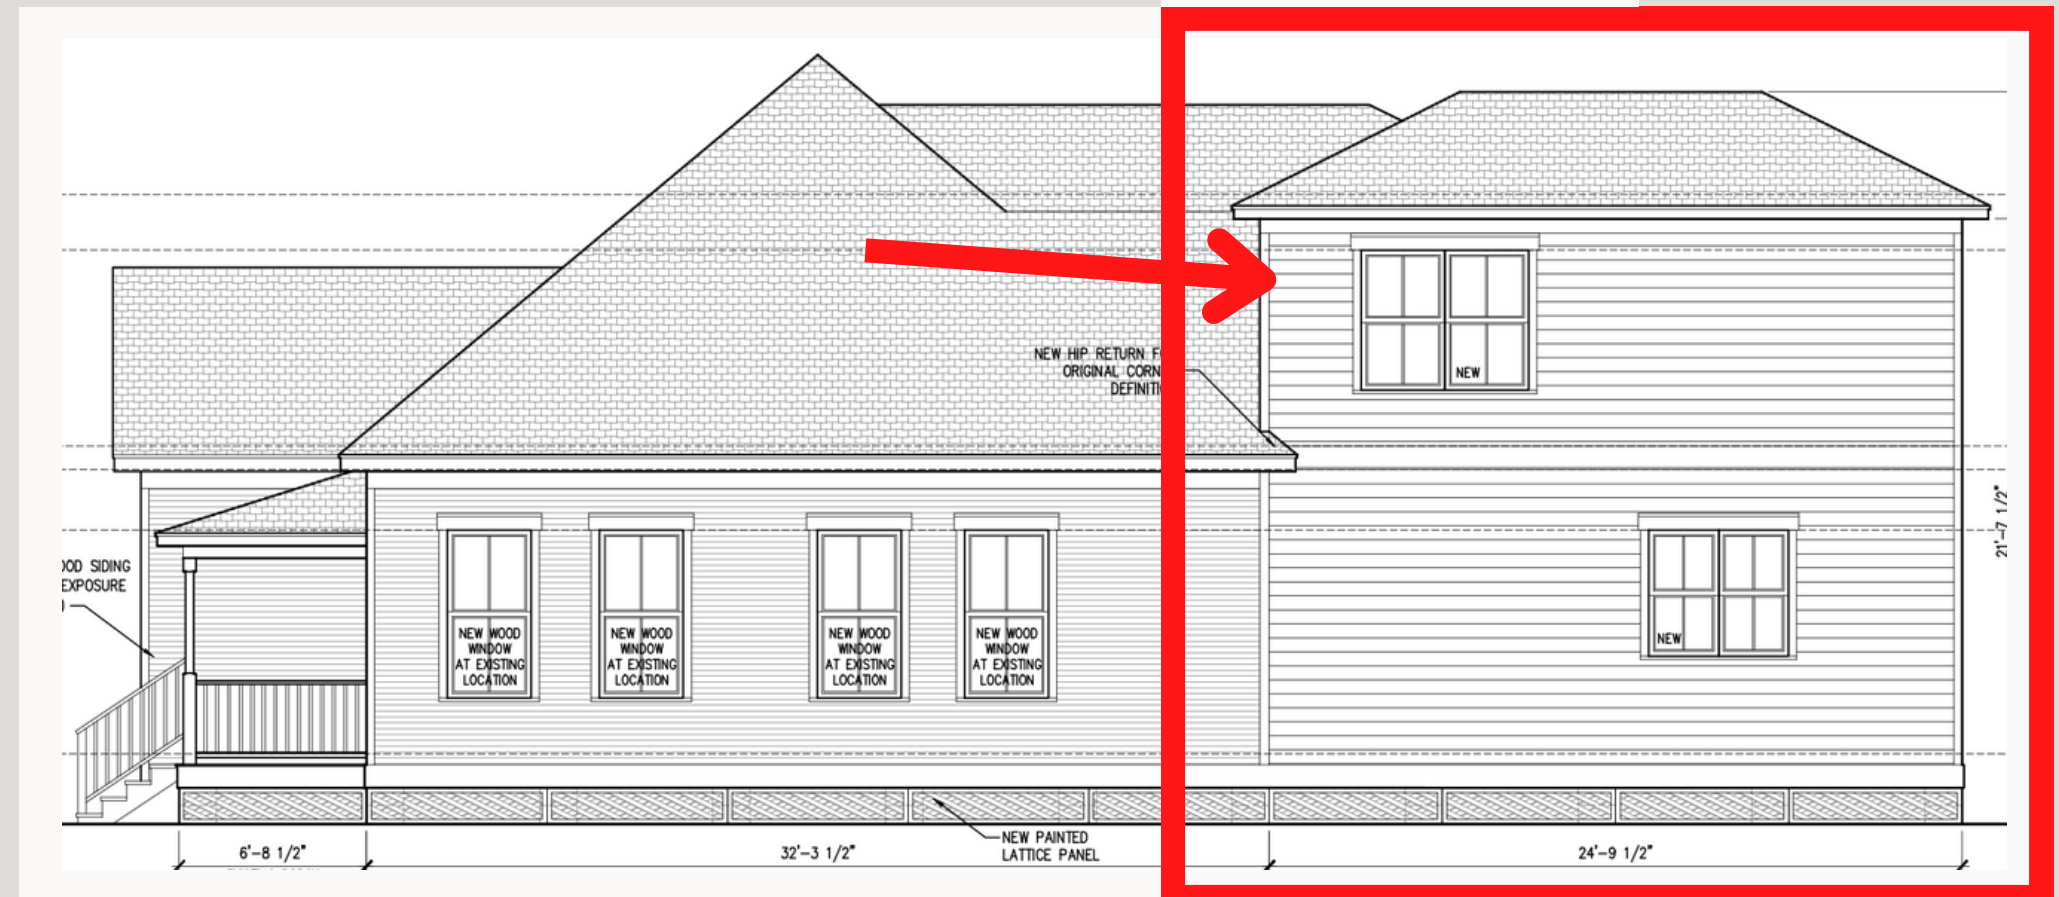 NEW HIP RETURN
ORIGINAL
NEW
SIDING
EXPOSURE
21'-7 1/2"
NEW WOOD
WINDOW
AT EXISTING
LOCATION
NEW WOOD
WINDOW
AT EXISTING
LOCATION
NEW WOOD
WINDOW
AT EXISTING
LOCATION
NEW WOOD
WINDOW
AT EXISTING
LOCATION
NEW
NEW PAINTED
LATTICE PANEL
6'-8 1/2"
32'-3 1/2"
24'-9 1/2"